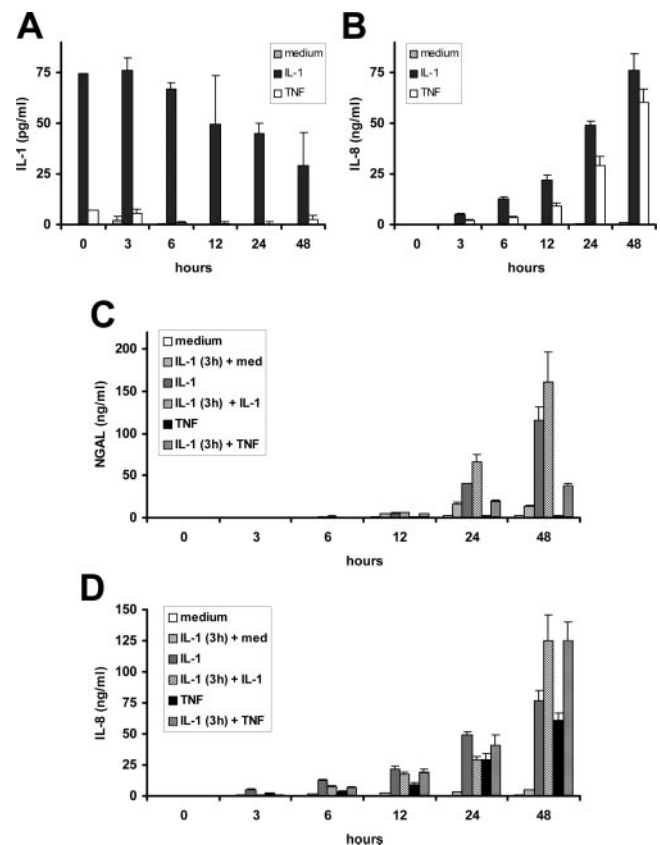 A
B
medium
IL-1
TNF
IL-1 (pg/ml)
75
50
25
0
0 3 6 12 24 48
hours
medium
IL-1
TNF
IL-8 (ng/ml)
75
50
25
0
0 3 6 12 24 48
hours
C
medium
IL-1 (3h) + med
IL-1
IL-1 (3h) + IL-1
TNF
IL-1 (3h) + TNF
NGAL (ng/ml)
200
150
100
50
0
0 3 6 12 24 48
hours
D
medium
IL-1 (3h) + med
IL-1
IL-1 (3h) + IL-1
TNF
IL-1 (3h) + TNF
IL-8 (ng/ml)
150
125
100
75
50
25
0
0 3 6 12 24 48
hours